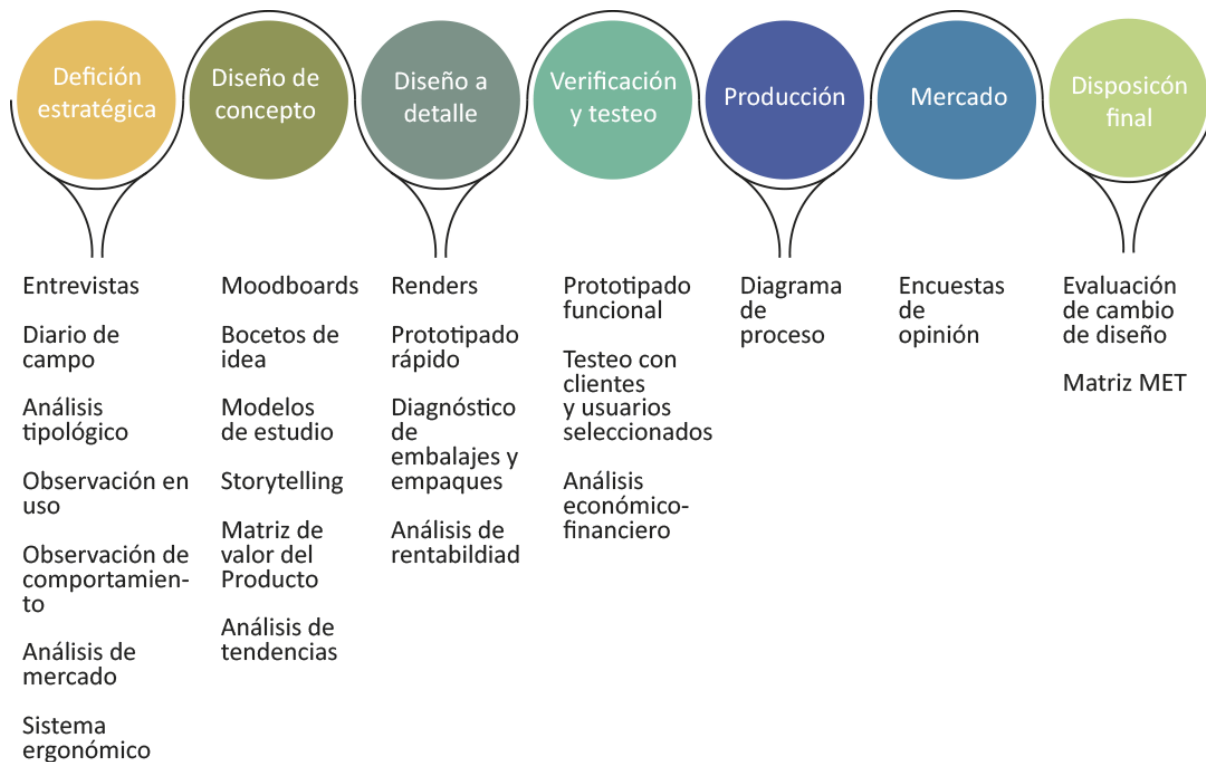 Defición
estratégica
Diseño de
concepto
Diseño a
detalle
Verificación
y testeo
Producción
Mercado
Disposicón
final
Entrevistas
Diario de
campo
Análisis
tipológico
Observación en
uso
Observación de
comportamien-
to
Análisis de
mercado
Sistema
ergonómico
Moodboards
Bocetos de
idea
Modelos
de estudio
Storytelling
Matriz de
valor del
Producto
Análisis de
tendencias
Renders
Prototipado
rápido
Diagnóstico
de
embalajes y
empaques
Análisis de
rentabildiad
Prototipado
funcional
Testeo con
clientes
y usuarios
seleccionados
Análisis
económico-
financiero
Diagrama
de
proceso
Encuestas
de
opinión
Evaluación
de cambio
de diseño
Matriz MET